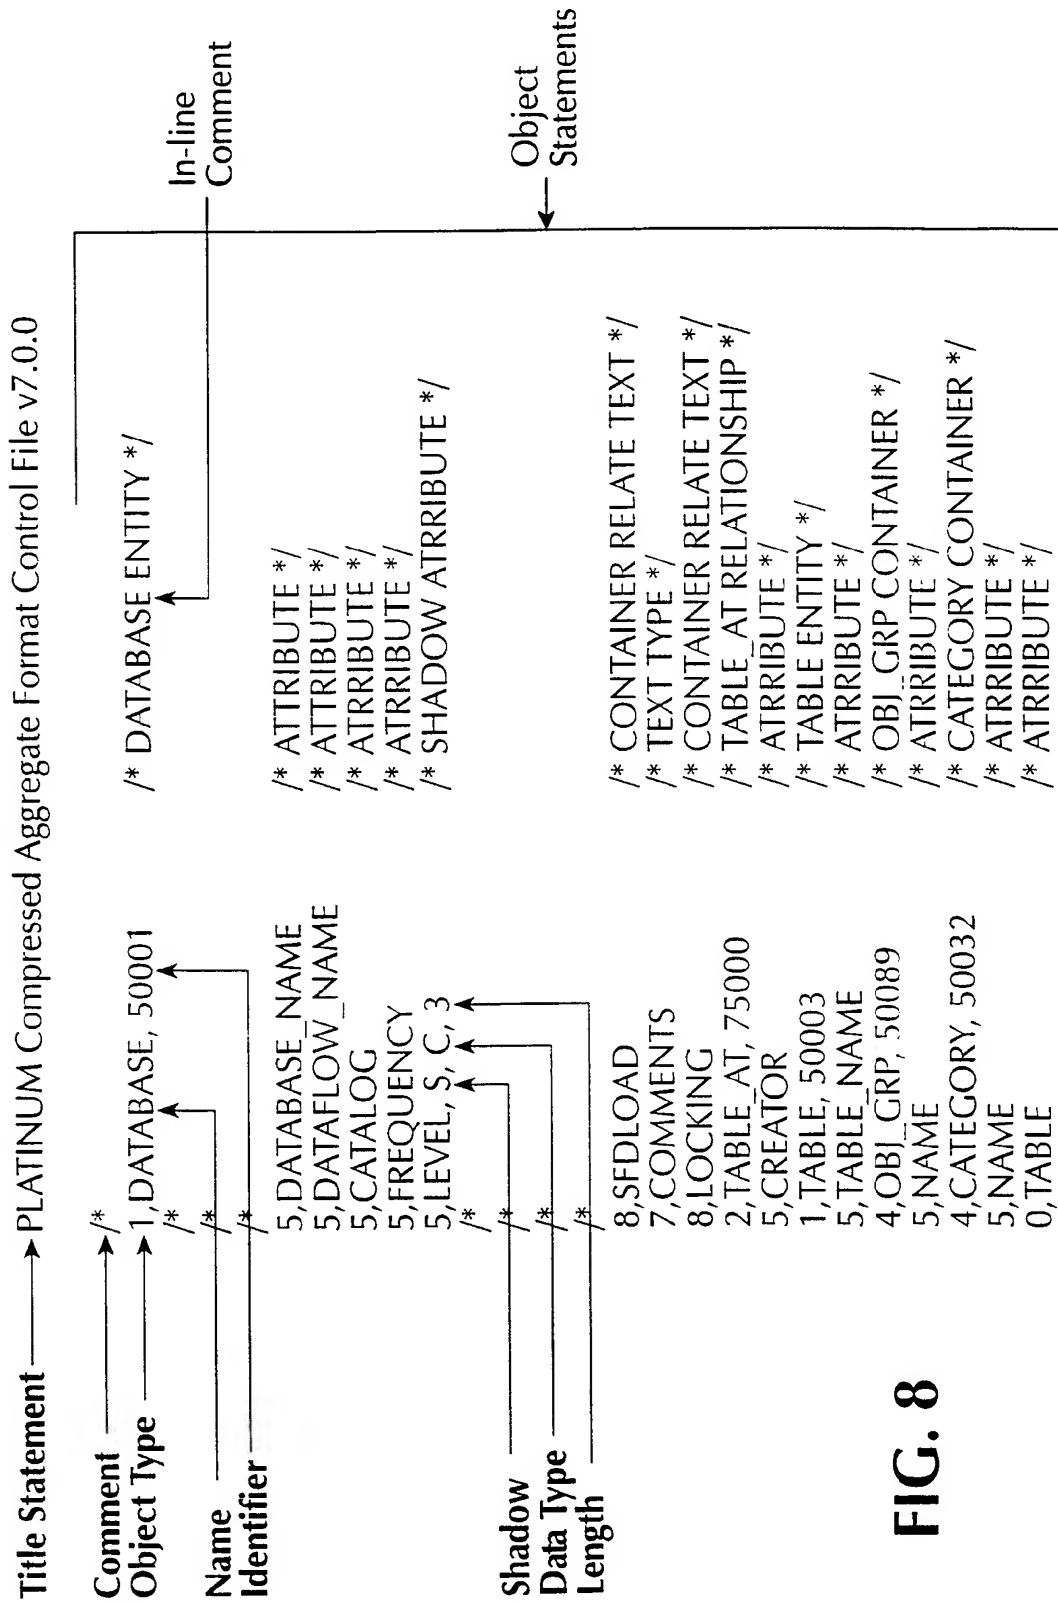 Title Statement PLATINUM Compressed Aggregate Format Control File v7.0.0
Comment /*
Object Type 1,DATABASE, 50001 /* DATABASE ENTITY */
/*
Name /*
Identifier /*
In-line
Comment
5,DATABASE_NAME /* ATTRIBUTE */
5,DATAFLOW_NAME /* ATTRIBUTE */
5,CATALOG /* ATRRIBUTE */
5,FREQUENCY /* ATRRIBUTE */
5,LEVEL, S, C, 3 /* SHADOW ATRRIBUTE */
/*
Shadow /*
Data Type /*
Length /*
Object
Statements
8,SFDLOAD /* CONTAINER RELATE TEXT */
7,COMMENTS /* TEXT TYPE */
8,LOCKING /* CONTAINER RELATE TEXT */
2,TABLE_AT, 75000 /* TABLE_AT RELATIONSHIP */
5,CREATOR /* ATRRIBUTE */
1,TABLE, 50003 /* TABLE ENTITY */
5,TABLE_NAME /* ATRRIBUTE */
4,OBJ_GRP, 50089 /* OBJ_GRP CONTAINER */
5,NAME /* ATRRIBUTE */
4,CATEGORY, 50032 /* CATEGORY CONTAINER */
5,NAME /* ATRRIBUTE */
0,TABLE /* ATRRIBUTE */
FIG. 8